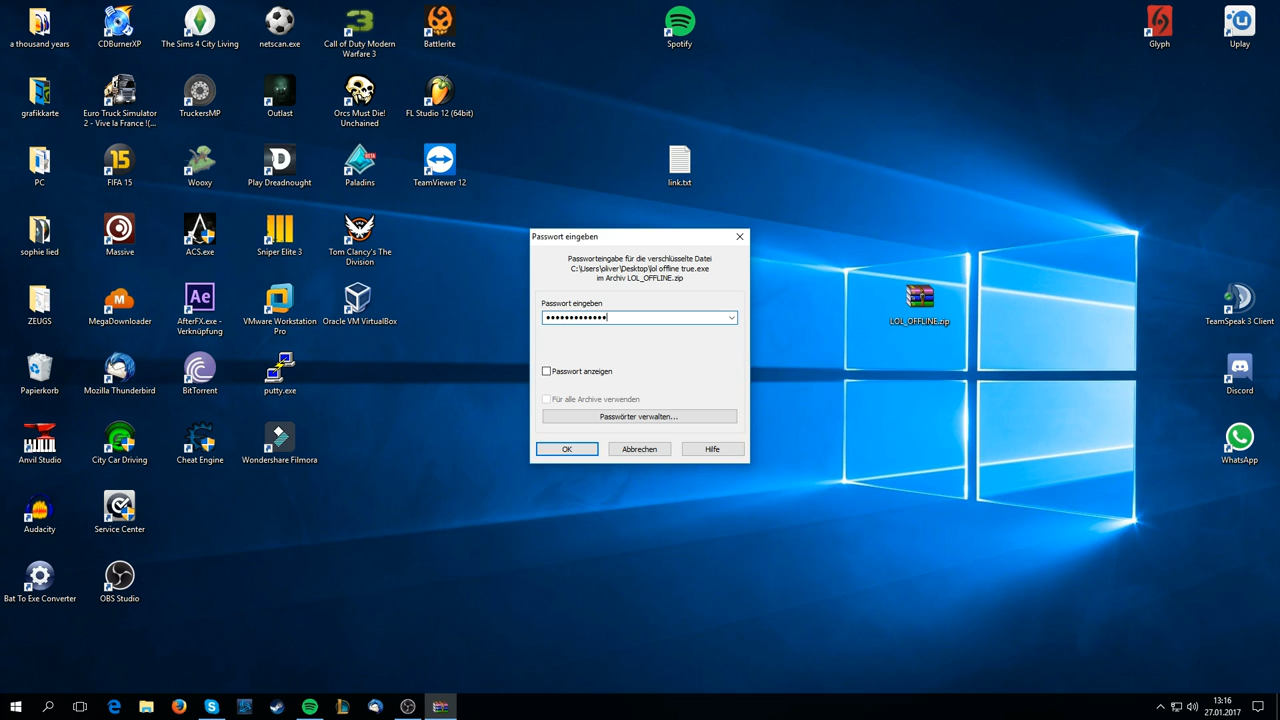 a thousand years
CDBurnerXP
The Sims 4 City Living
netscan.exe
Call of Duty Modern
Warfare 3
Battlerite
Spotify
Glyph
Uplay
grafikkarte
Euro Truck Simulator
2 - Vive la France !(...
TruckersMP
Outlast
Orcs Must Die!
Unchained
FL Studio 12 (64bit)
PC
FIFA 15
Wooxy
Play Dreadnought
Paladins
TeamViewer 12
link.txt
sophie lied
Massive
ACS.exe
Sniper Elite 3
Tom Clancy's The
Division
ZEUGS
MegaDownloader
AfterFX.exe -
Verknüpfung
VMware Workstation
Pro
Oracle VM VirtualBox
Papierkorb
Mozilla Thunderbird
BitTorrent
putty.exe
Anvil Studio
City Car Driving
Cheat Engine
Wondershare Filmora
Audacity
Service Center
Bat To Exe Converter
OBS Studio
Passwort eingeben
Passworteingabe für die verschlüsselte Datei
C:\Users\oliver\Desktop\lol offline true.exe
im Archiv LOL_OFFLINE.zip
Passwort eingeben
Passwort anzeigen
Für alle Archive verwenden
Passwörter verwalten...
OK
Abbrechen
Hilfe
LOL_OFFLINE.zip
TeamSpeak 3 Client
Discord
WhatsApp
13:16
27.01.2017